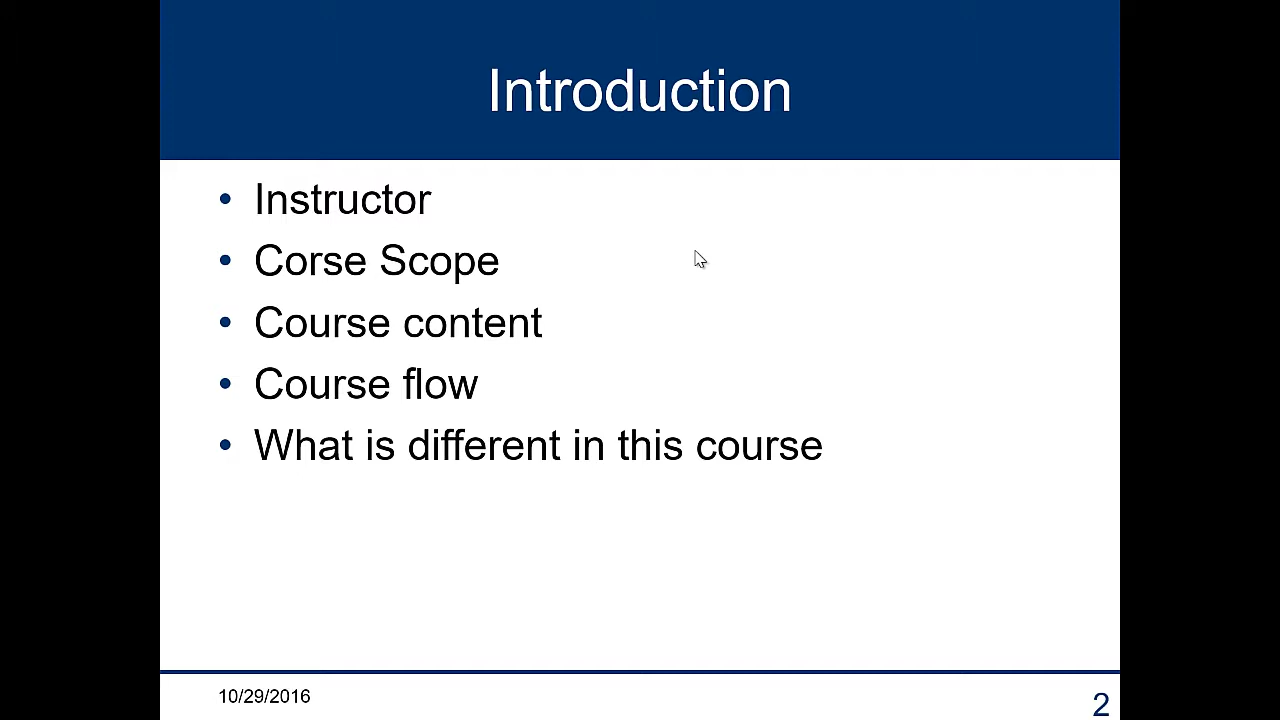 Introduction
• Instructor
• Corse Scope
• Course content
• Course flow
• What is different in this course
10/29/2016
2